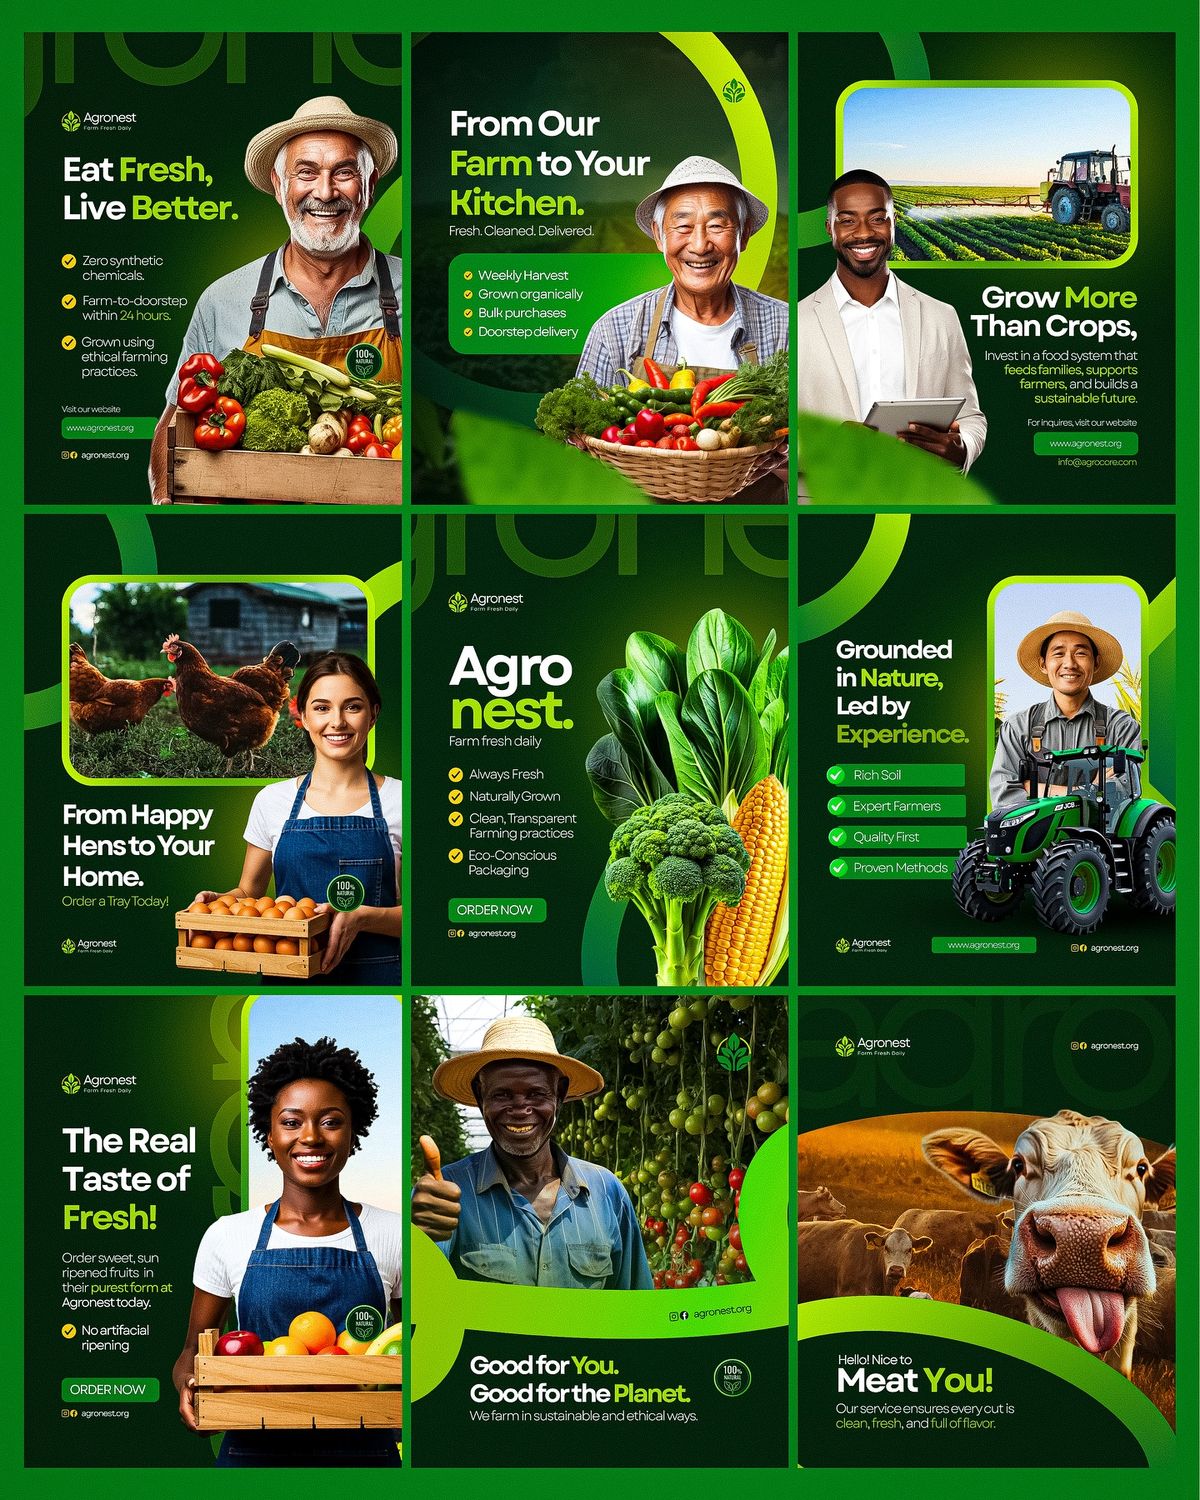 agrone
Agronest
Farm Fresh Daily
Eat Fresh,
Live Better.
Zero synthetic
chemicals.
Farm-to-doorstep
within 24 hours.
Grown using
ethical farming
practices.
100%
NATURAL
Visit our website
www.agronest.org
agronest.org
From Our
Farm to Your
Kitchen.
Fresh. Cleaned. Delivered.
Weekly Harvest
Grown organically
Bulk purchases
Doorstep delivery
Grow More
Than Crops,
Invest in a food system that
feeds families, supports
farmers, and builds a
sustainable future.
For inquires, visit our website
www.agronest.org
info@agrocore.com
From Happy
Hens to Your
Home.
Order a Tray Today!
100%
NATURAL
Agronest
Farm Fresh Daily
agrone
Agronest
Farm Fresh Daily
Agro
nest.
Farm fresh daily
Always Fresh
Naturally Grown
Clean, Transparent
Farming practices
Eco-Conscious
Packaging
ORDER NOW
agronest.org
Grounded
in Nature,
Led by
Experience.
Rich Soil
Expert Farmers
Quality First
Proven Methods
JCB
Agronest
Farm Fresh Daily
www.agronest.org
agronest.org
Agronest
Farm Fresh Daily
The Real
Taste of
Fresh!
Order sweet, sun
ripened fruits in
their purest form at
Agronest today.
No artifacial
ripening
100%
NATURAL
ORDER NOW
agronest.org
agronest.org
Good for You.
Good for the Planet.
We farm in sustainable and ethical ways.
100%
NATURAL
agro
Agronest
Farm Fresh Daily
agronest.org
Hello! Nice to
Meat You!
Our service ensures every cut is
clean, fresh, and full of flavor.